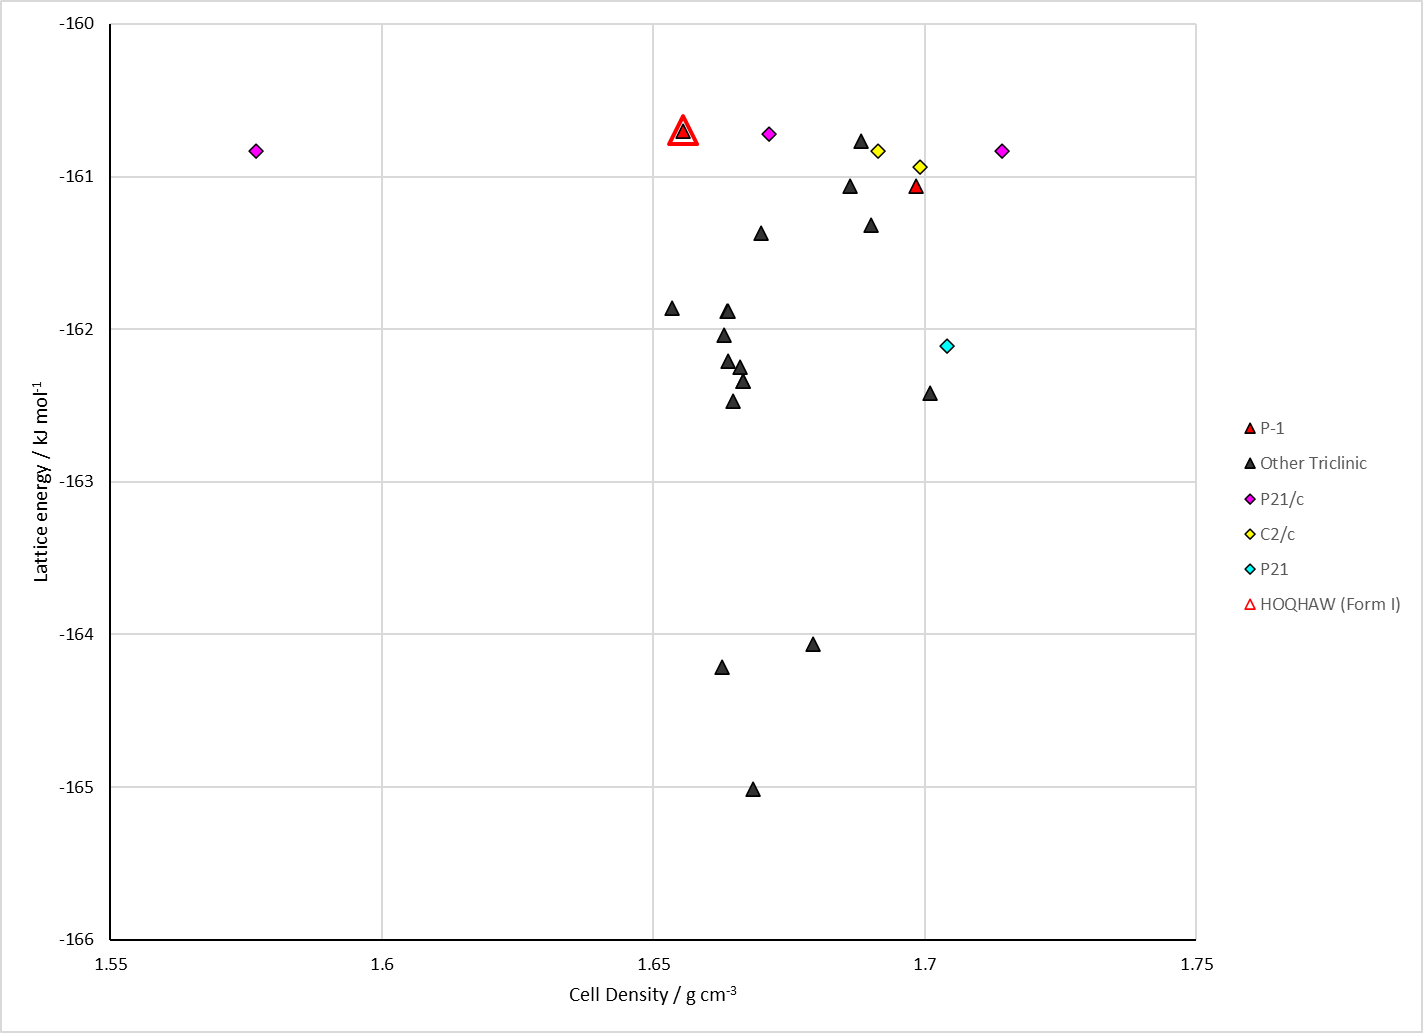 -160
-161
-162
-163
-164
-165
-166
1.55 1.6 1.65 1.7 1.75
Lattice energy / kJ mol-1
Cell Density / g cm-3
P-1
Other Triclinic
P21/c
C2/c
P21
HOQHAW (Form I)